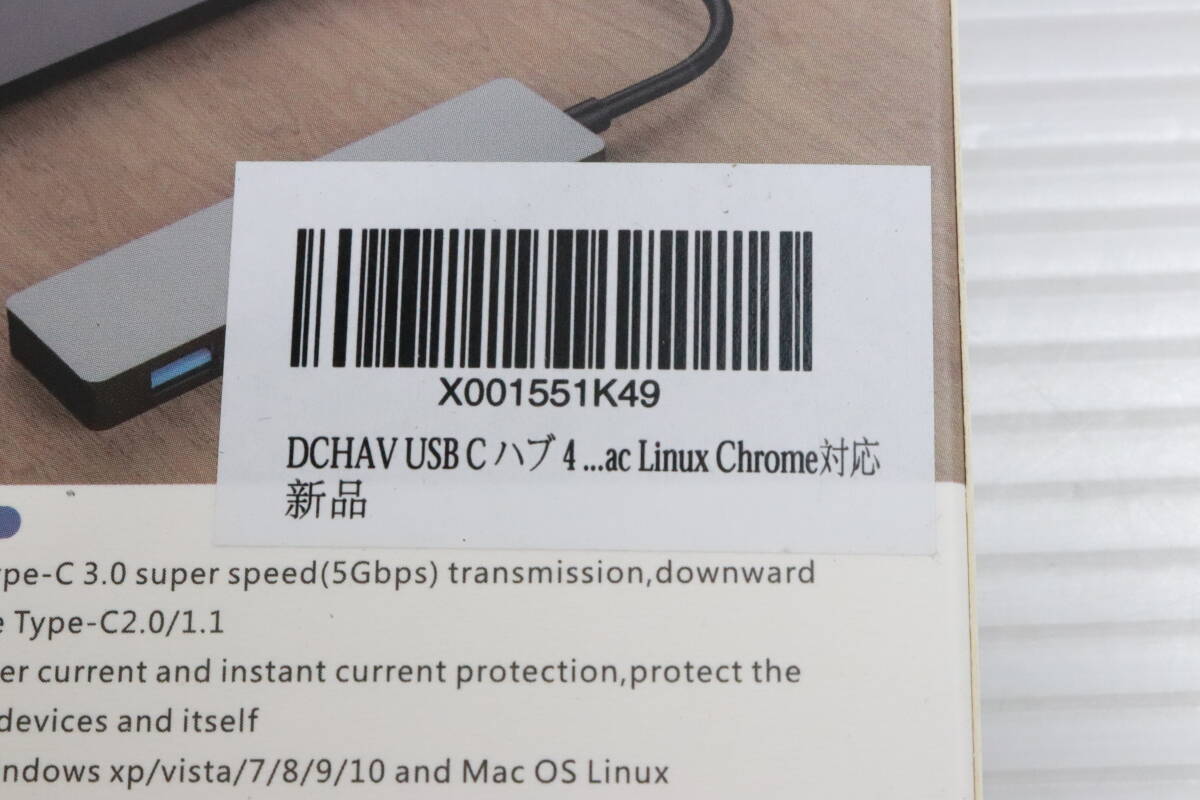 X001551K49
DCHAV USB C ハブ 4 ...ac Linux Chrome対応
新品
ype-C 3.0 super speed(5Gbps) transmission,downward
e Type-C2.0/1.1
er current and instant current protection,protect the
devices and itself
indows xp/vista/7/8/9/10 and Mac OS Linux